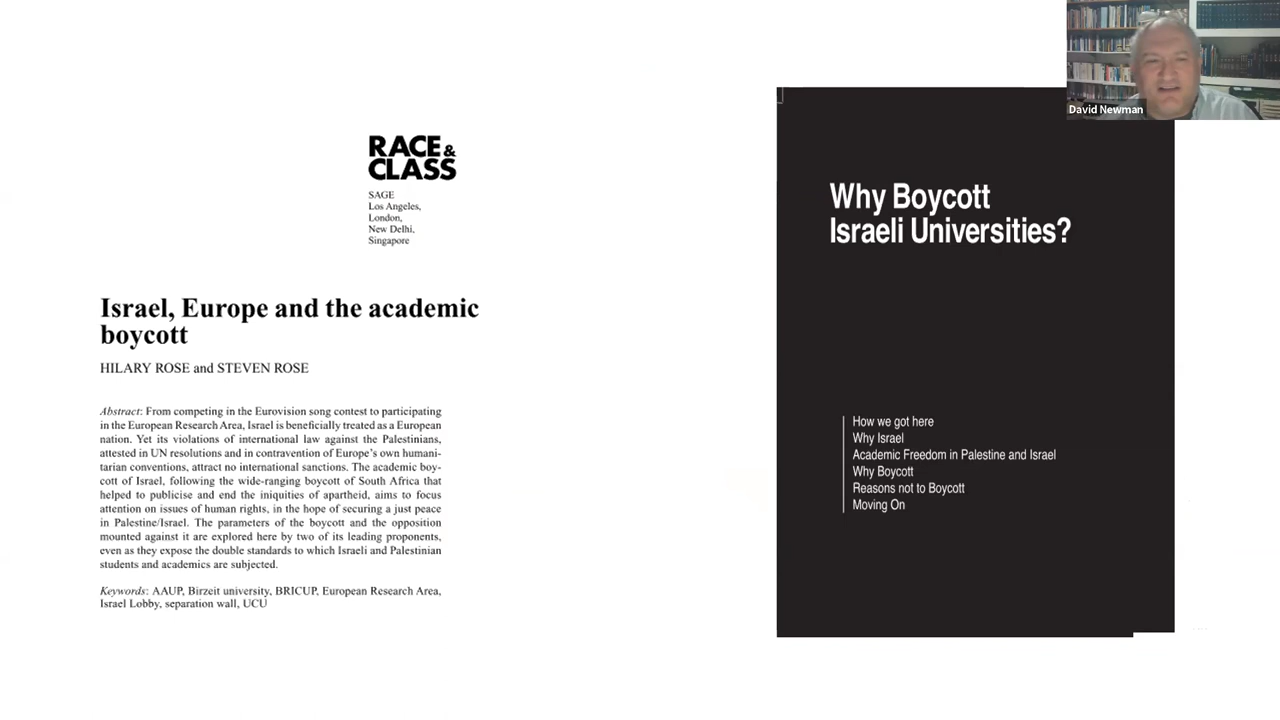 RACE &
CLASS
SAGE
Los Angeles,
London,
New Delhi,
Singapore
Israel, Europe and the academic
boycott
HILARY ROSE and STEVEN ROSE
Abstract: From competing in the Eurovision song contest to participating
in the European Research Area, Israel is beneficially treated as a European
nation. Yet its violations of international law against the Palestinians,
attested in UN resolutions and in contravention of Europe's own humani-
tarian conventions, attract no international sanctions. The academic boy-
cott of Israel, following the wide-ranging boycott of South Africa that
helped to publicise and end the iniquities of apartheid, aims to focus
attention on issues of human rights, in the hope of securing a just peace
in Palestine/Israel. The parameters of the boycott and the opposition
mounted against it are explored here by two of its leading proponents,
even as they expose the double standards to which Israeli and Palestinian
students and academics are subjected.
Keywords: AAUP, Birzeit university, BRICUP, European Research Area,
Israel Lobby, separation wall, UCU
Why Boycott
Israeli Universities?
How we got here
Why Israel
Academic Freedom in Palestine and Israel
Why Boycott
Reasons not to Boycott
Moving On
David Newman